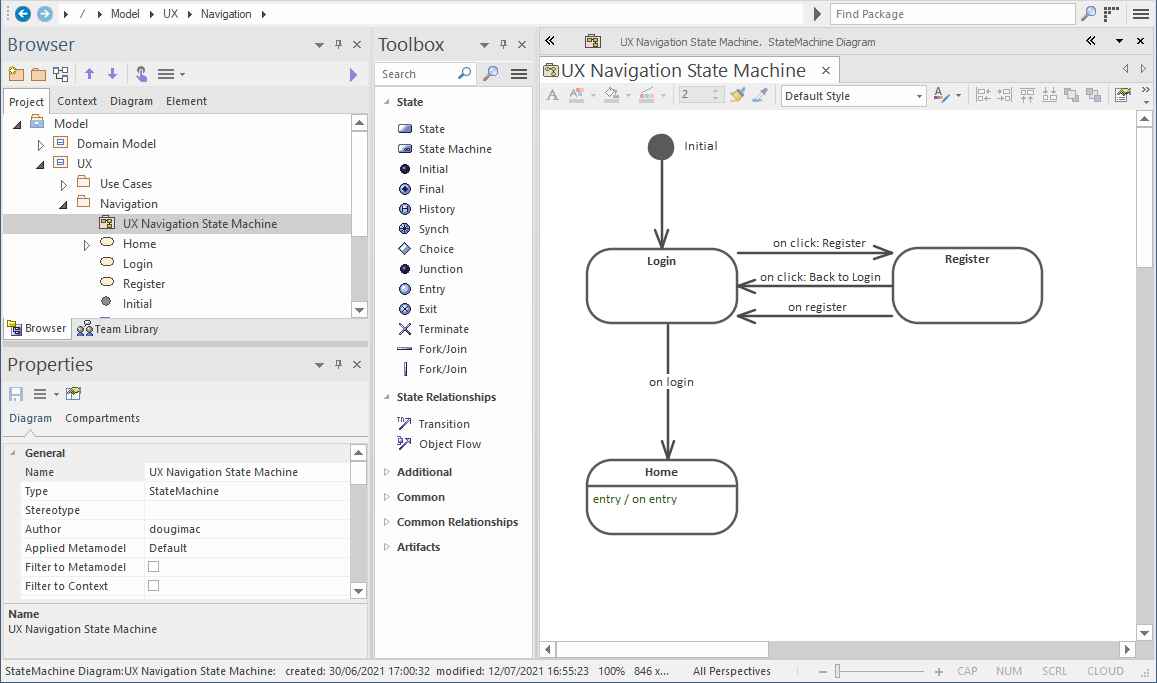 / Model UX Navigation
Find Package
Browser
Project Context Diagram Element
Model
Domain Model
UX
Use Cases
Navigation
UX Navigation State Machine
Home
Login
Register
Initial
Browser Team Library
Properties
Diagram Compartments
General
Name UX Navigation State Machine
Type StateMachine
Stereotype
Author dougimac
Applied Metamodel Default
Filter to Metamodel
Filter to Context
Name
UX Navigation State Machine
Toolbox
Search
State
State
State Machine
Initial
Final
History
Synch
Choice
Junction
Entry
Exit
Terminate
Fork/Join
Fork/Join
State Relationships
Transition
Object Flow
Additional
Common
Common Relationships
Artifacts
UX Navigation State Machine. StateMachine Diagram
UX Navigation State Machine
A 2 Default Style A
Initial
Login
on click: Register
Register
on click: Back to Login
on register
on login
Home
entry / on entry
StateMachine Diagram:UX Navigation State Machine: created: 30/06/2021 17:00:32 modified: 12/07/2021 16:55:23 100% 846 x... All Perspectives CAP NUM SCRL CLOUD